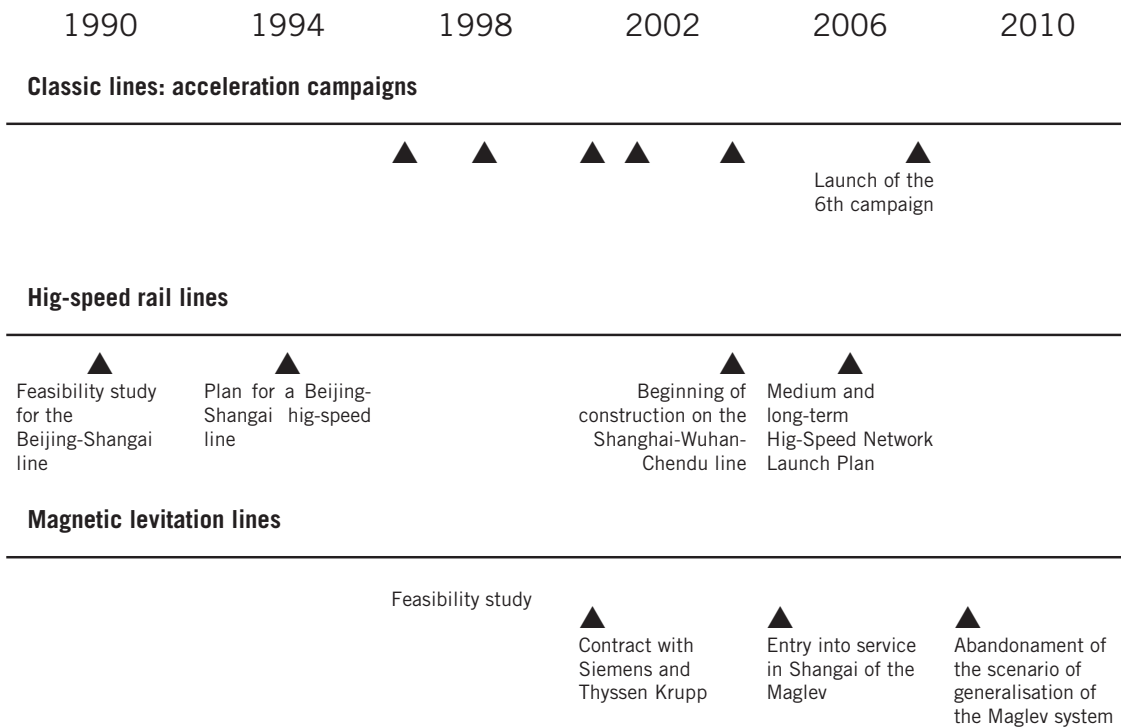 1990 1994 1998 2002 2006 2010
Classic lines: acceleration campaigns
Launch of the
6th campaign
Hig-speed rail lines
Feasibility study
for the
Beijing-Shangai
line
Plan for a Beijing-
Shangai hig-speed
line
Beginning of
construction on the
Shanghai-Wuhan-
Chendu line
Medium and
long-term
Hig-Speed Network
Launch Plan
Magnetic levitation lines
Feasibility study
Contract with
Siemens and
Thyssen Krupp
Entry into service
in Shangai of the
Maglev
Abandonament of
the scenario of
generalisation of
the Maglev system